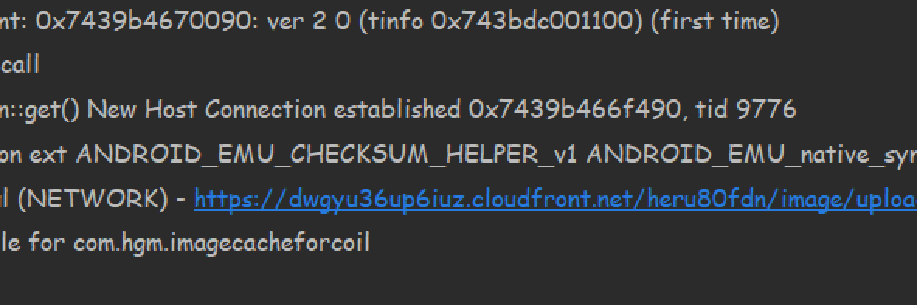 nt: 0x7439b4670090: ver 2 0 (tinfo 0x743bdc001100) (first time)
call
n::get() New Host Connection established 0x7439b466f490, tid 9776
on ext ANDROID_EMU_CHECKSUM_HELPER_v1 ANDROID_EMU_native_syn
l (NETWORK) - https://dwgyu36up6iuz.cloudfront.net/heru80fdn/image/uploa
le for com.hgm.imagecacheforcoil